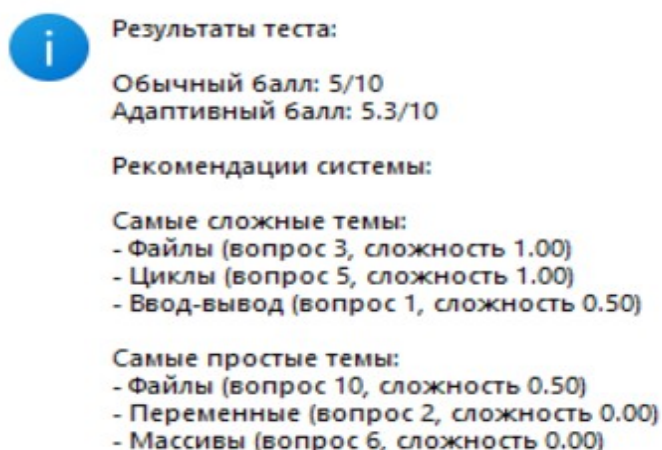 Результаты теста:
Обычный балл: 5/10
Адаптивный балл: 5.3/10
Рекомендации системы:
Самые сложные темы:
- Файлы (вопрос 3, сложность 1.00)
- Циклы (вопрос 5, сложность 1.00)
- Ввод-вывод (вопрос 1, сложность 0.50)
Самые простые темы:
- Файлы (вопрос 10, сложность 0.50)
- Переменные (вопрос 2, сложность 0.00)
- Массивы (вопрос 6, сложность 0.00)